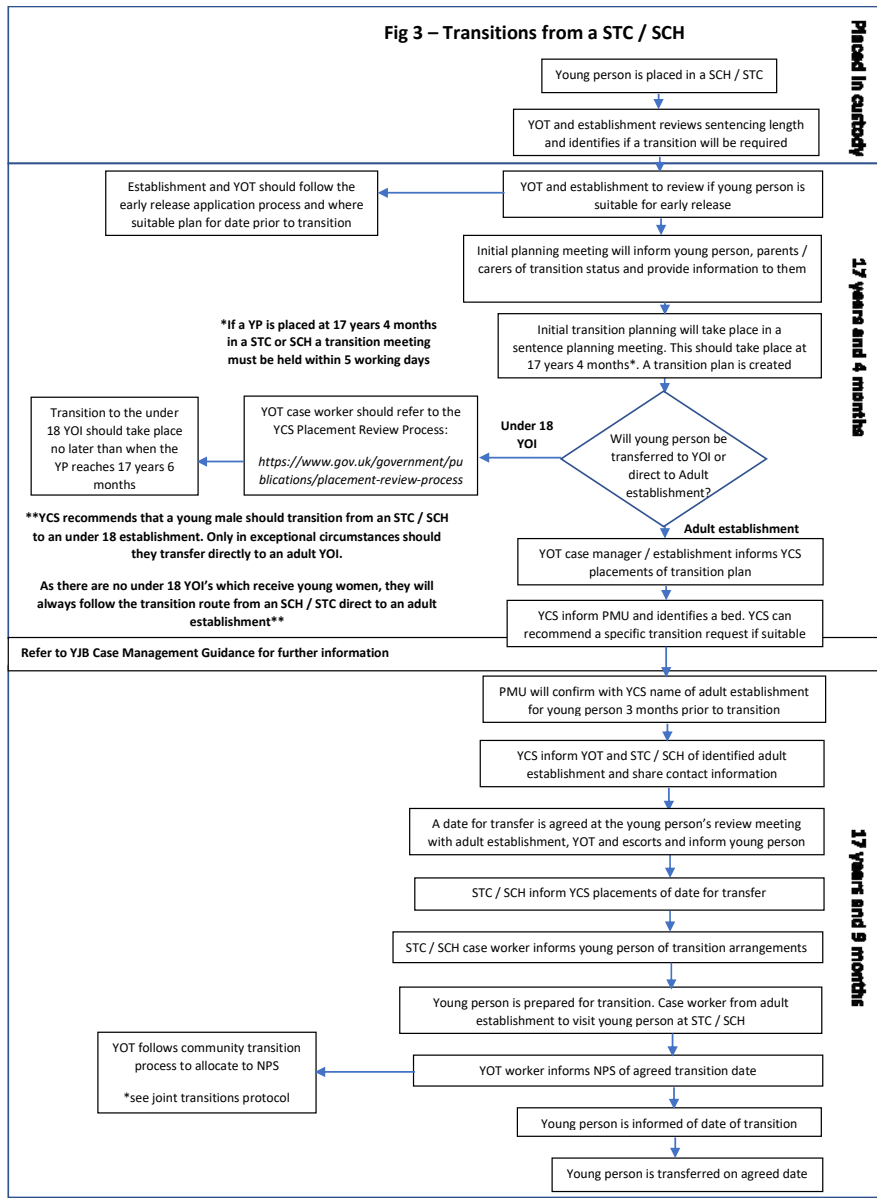 Fig 3 – Transitions from a STC / SCH
Placed in custody
Young person is placed in a SCH / STC
YOT and establishment reviews sentencing length
and identifies if a transition will be required
17 years and 4 months
YOT and establishment to review if young person is
suitable for early release
Establishment and YOT should follow the
early release application process and where
suitable plan for date prior to transition
Initial planning meeting will inform young person, parents /
carers of transition status and provide information to them
*If a YP is placed at 17 years 4 months
in a STC or SCH a transition meeting
must be held within 5 working days
Initial transition planning will take place in a
sentence planning meeting. This should take place at
17 years 4 months*. A transition plan is created
Will young person be
transferred to YOI or
direct to Adult
establishment?
Under 18
YOI
YOT case worker should refer to the
YCS Placement Review Process:
https://www.gov.uk/government/pu
blications/placement-review-process
Transition to the under
18 YOI should take place
no later than when the
YP reaches 17 years 6
months
**YCS recommends that a young male should transition from an STC / SCH
to an under 18 establishment. Only in exceptional circumstances should
they transfer directly to an adult YOI.
As there are no under 18 YOI's which receive young women, they will
always follow the transition route from an SCH / STC direct to an adult
establishment**
Adult establishment
YOT case manager / establishment informs YCS
placements of transition plan
YCS inform PMU and identifies a bed. YCS can
recommend a specific transition request if suitable
Refer to YJB Case Management Guidance for further information
17 years and 9 months
PMU will confirm with YCS name of adult establishment
for young person 3 months prior to transition
YCS inform YOT and STC / SCH of identified adult
establishment and share contact information
A date for transfer is agreed at the young person's review meeting
with adult establishment, YOT and escorts and inform young person
STC / SCH inform YCS placements of date for transfer
STC / SCH case worker informs young person of transition arrangements
Young person is prepared for transition. Case worker from adult
establishment to visit young person at STC / SCH
YOT worker informs NPS of agreed transition date
YOT follows community transition
process to allocate to NPS
*see joint transitions protocol
Young person is informed of date of transition
Young person is transferred on agreed date